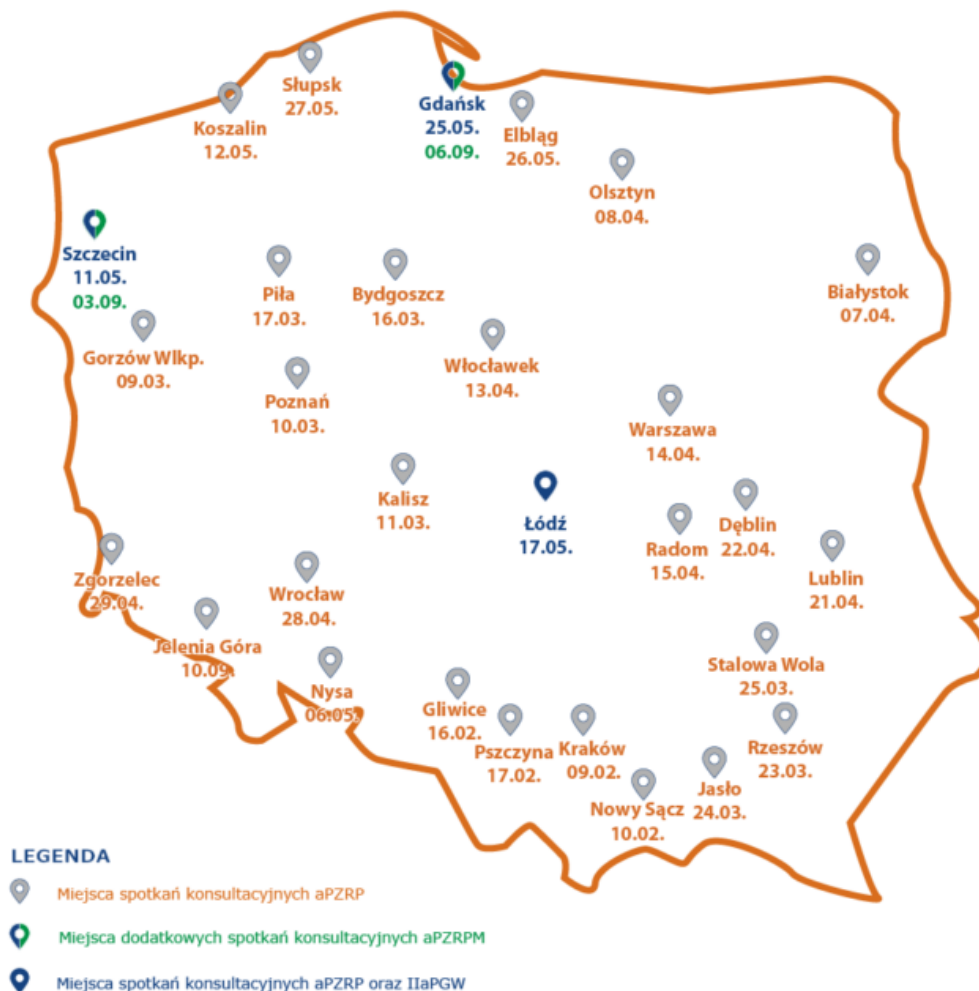 Słupsk
27.05.
Koszalin
12.05.
Gdańsk
25.05.
06.09.
Elbląg
26.05.
Olsztyn
08.04.
Szczecin
11.05.
03.09.
Piła
17.03.
Bydgoszcz
16.03.
Białystok
07.04.
Gorzów Wlkp.
09.03.
Włocławek
13.04.
Poznań
10.03.
Warszawa
14.04.
Kalisz
11.03.
Łódź
17.05.
Dęblin
22.04.
Radom
15.04.
Lublin
21.04.
Zgorzelec
29.04.
Wrocław
28.04.
Jelenia Góra
10.09.
Stalowa Wola
25.03.
Nysa
06.05.
Gliwice
16.02.
Pszczyna
17.02.
Kraków
09.02.
Rzeszów
23.03.
Jasło
24.03.
Nowy Sącz
10.02.
LEGENDA
Miejsca spotkań konsultacyjnych aPZRP
Miejsca dodatkowych spotkań konsultacyjnych aPZRPM
Miejsca spotkań konsultacyjnych aPZRP oraz IIaPGW